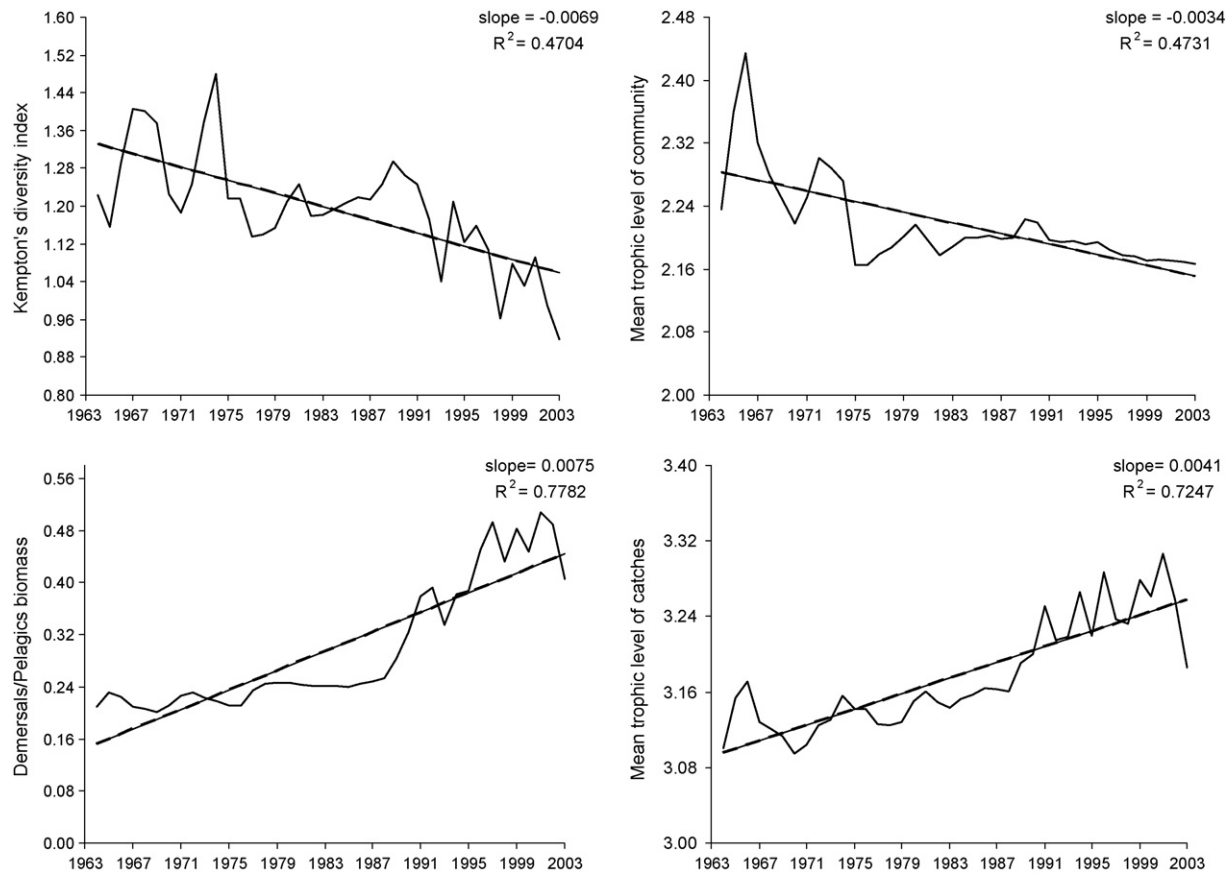 slope = -0.0069
R² = 0.4704
Kempton's diversity index
1.60
1.52
1.44
1.36
1.28
1.20
1.12
1.04
0.96
0.88
0.80
1963 1967 1971 1975 1979 1983 1987 1991 1995 1999 2003
slope = -0.0034
R² = 0.4731
Mean trophic level of community
2.48
2.40
2.32
2.24
2.16
2.08
2.00
1963 1967 1971 1975 1979 1983 1987 1991 1995 1999 2003
slope= 0.0075
R² = 0.7782
Demersals/Pelagics biomass
0.56
0.48
0.40
0.32
0.24
0.16
0.08
0.00
1963 1967 1971 1975 1979 1983 1987 1991 1995 1999 2003
slope= 0.0041
R² = 0.7247
Mean trophic level of catches
3.40
3.32
3.24
3.16
3.08
3.00
1963 1967 1971 1975 1979 1983 1987 1991 1995 1999 2003